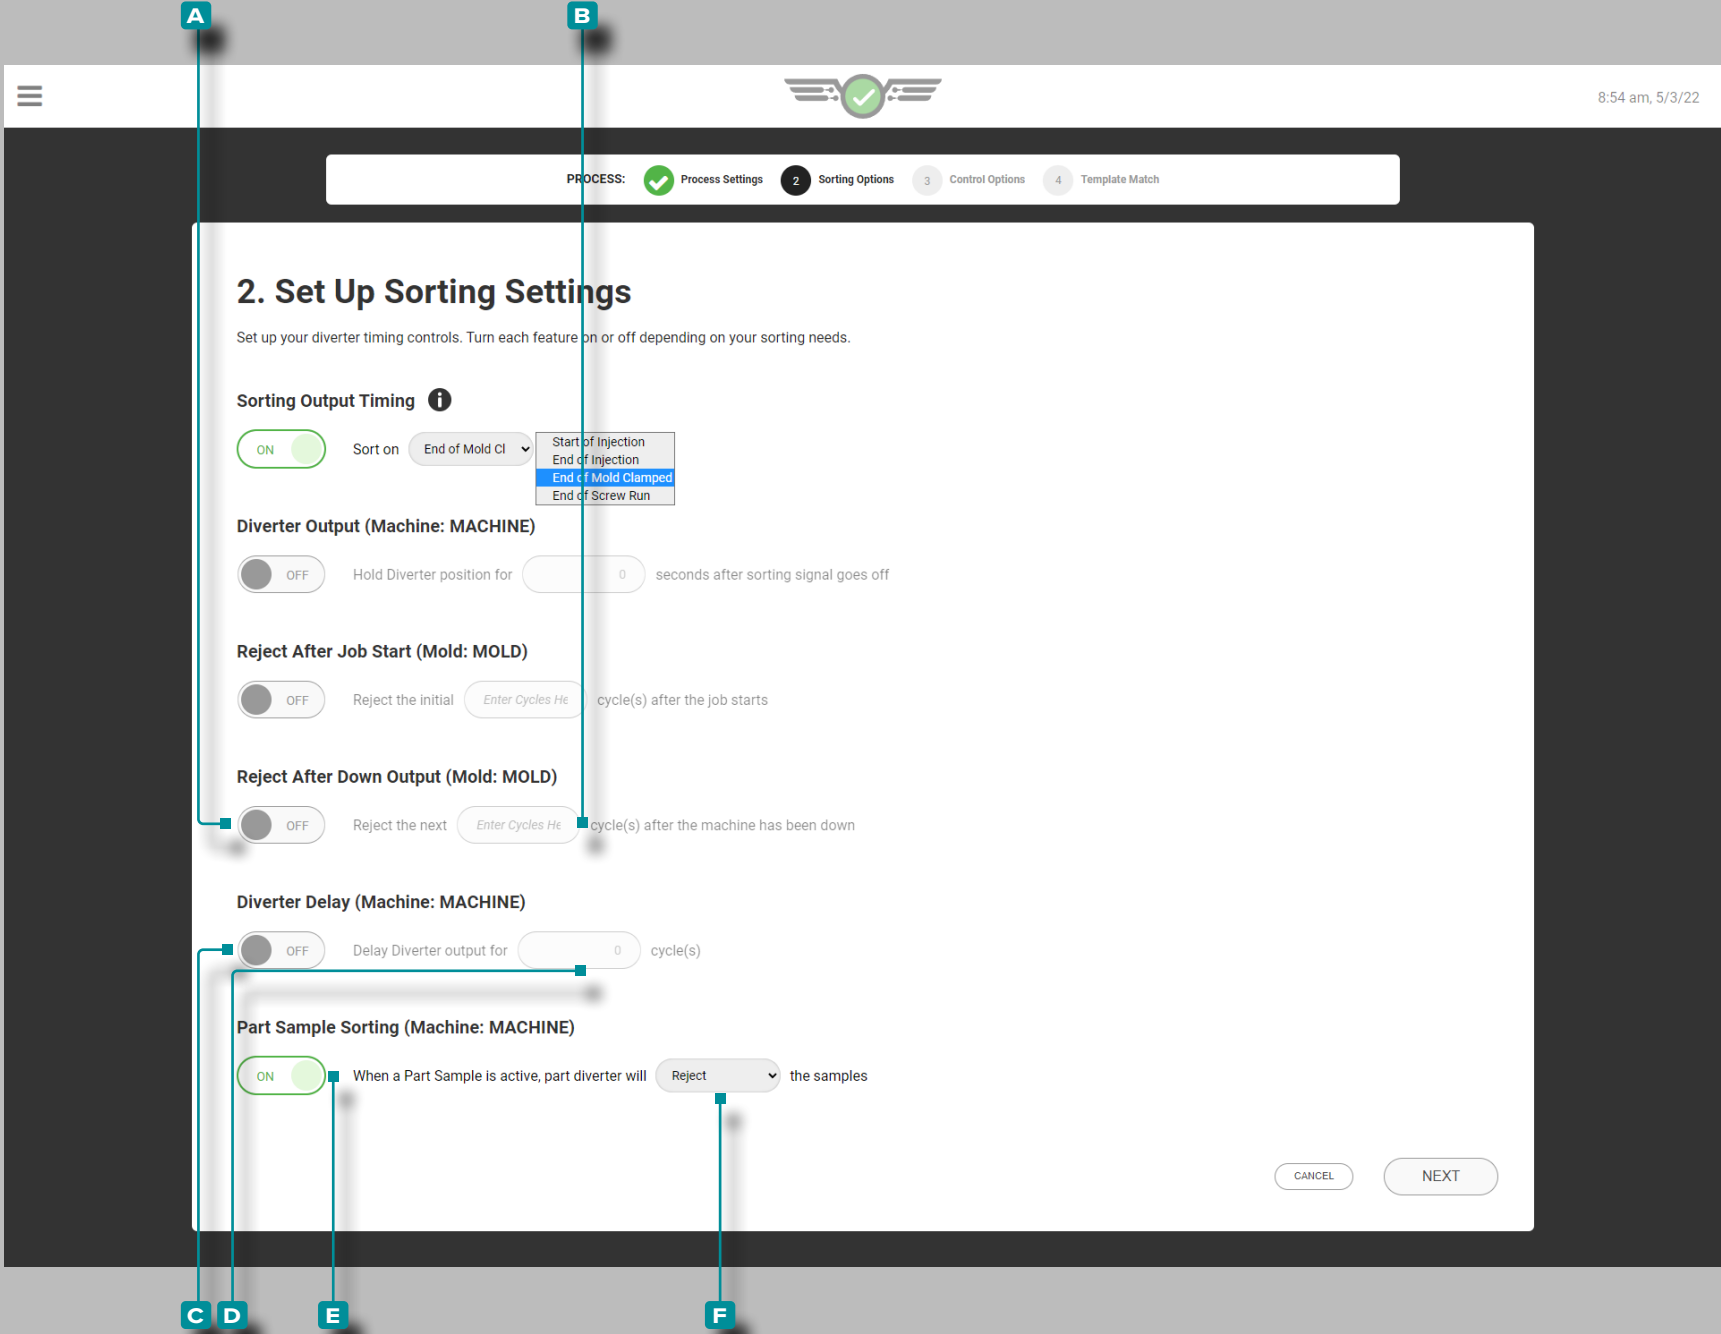 A B
8:54 am, 5/3/22
PROCESS: Process Settings 2 Sorting Options 3 Control Options 4 Template Match
2. Set Up Sorting Settings
Set up your diverter timing controls. Turn each feature on or off depending on your sorting needs.
Sorting Output Timing i
ON Sort on End of Mold Cl
Start of Injection
End of Injection
End of Mold Clamped
End of Screw Run
Diverter Output (Machine: MACHINE)
OFF Hold Diverter position for 0 seconds after sorting signal goes off
Reject After Job Start (Mold: MOLD)
OFF Reject the initial Enter Cycles He cycle(s) after the job starts
Reject After Down Output (Mold: MOLD)
OFF Reject the next Enter Cycles He cycle(s) after the machine has been down
Diverter Delay (Machine: MACHINE)
OFF Delay Diverter output for 0 cycle(s)
Part Sample Sorting (Machine: MACHINE)
ON When a Part Sample is active, part diverter will Reject the samples
CANCEL NEXT
C D E F